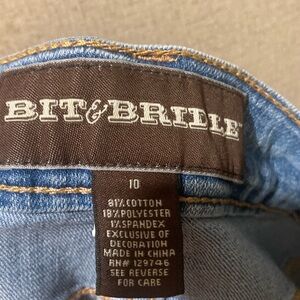 BIT & BRIDLE™
10
81% COTTON
18% POLYESTER
1% SPANDEX
EXCLUSIVE OF
DECORATION
MADE IN CHINA
RN# 129746
SEE REVERSE
FOR CARE